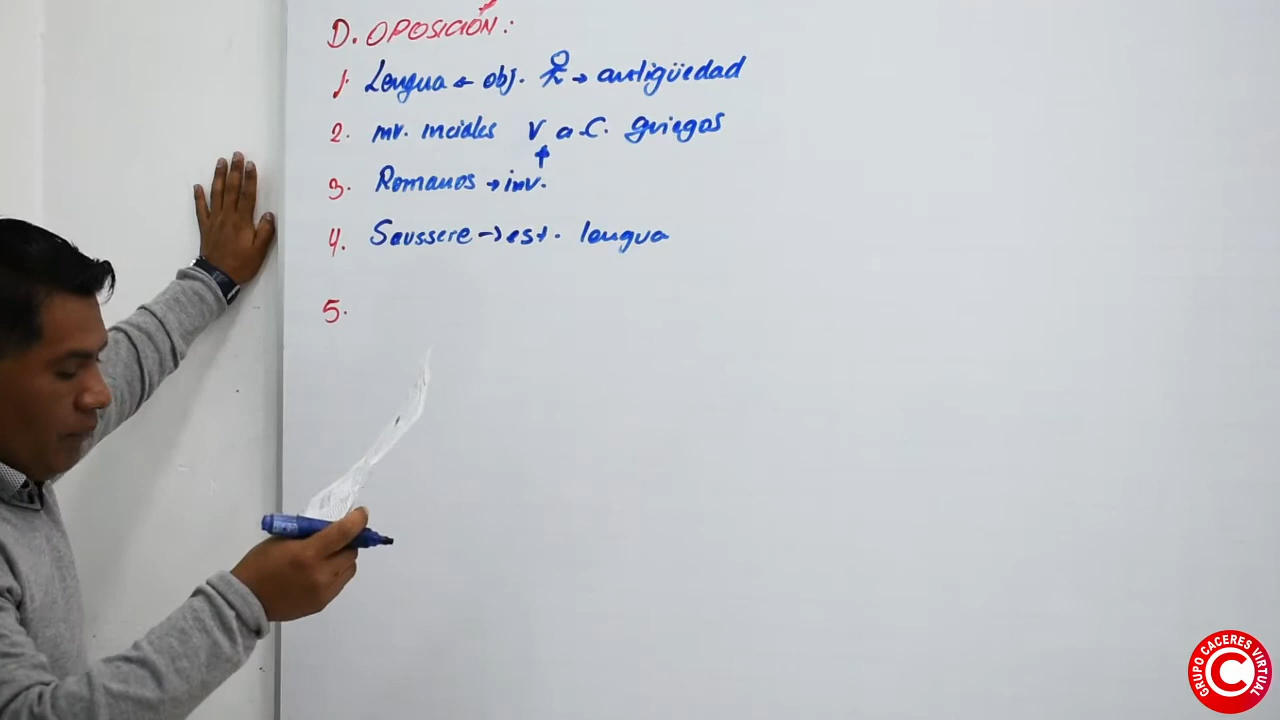 D. OPOSICIÓN:
1. Lengua ← obj. → antigüedad
2. inv. iniciales V a.C. griegos
3. Romanos → inv.
4. Saussere → est. lengua
5.
GRUPO CACERES VIRTUAL
C